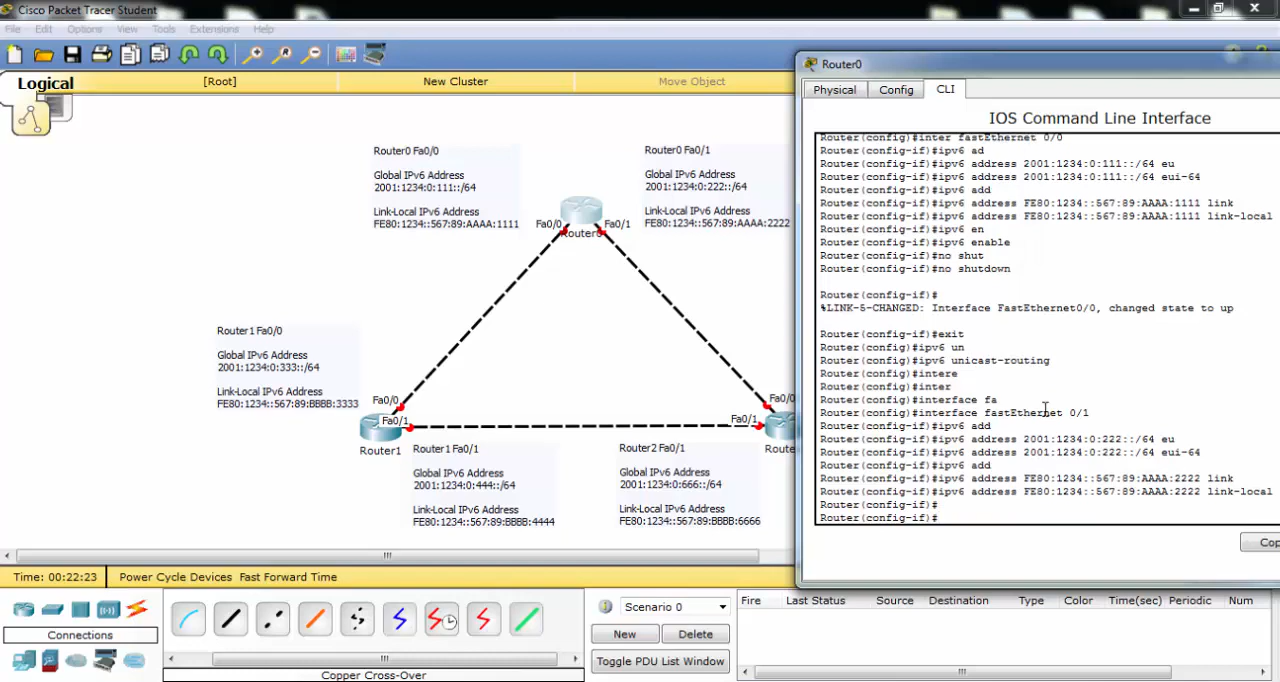 Cisco Packet Tracer Student
File Edit Options View Tools Extensions Help
Logical
[Root]
New Cluster
Move Object
Router0 Fa0/0
Global IPv6 Address
2001:1234:0:111::/64
Link-Local IPv6 Address
FE80:1234::567:89:AAAA:1111
Router0 Fa0/1
Global IPv6 Address
2001:1234:0:222::/64
Link-Local IPv6 Address
FE80:1234::567:89:AAAA:2222
Fa0/0
Fa0/1
Router1 Fa0/0
Global IPv6 Address
2001:1234:0:333::/64
Link-Local IPv6 Address
FE80:1234::567:89:BBBB:3333
Fa0/0
Fa0/1
Router1
Fa0/0
Fa0/1
Route
Router1 Fa0/1
Global IPv6 Address
2001:1234:0:444::/64
Link-Local IPv6 Address
FE80:1234::567:89:BBBB:4444
Router2 Fa0/1
Global IPv6 Address
2001:1234:0:666::/64
Link-Local IPv6 Address
FE80:1234::567:89:BBBB:6666
Router0
Physical Config CLI
IOS Command Line Interface
Router(config)#inter fastEthernet 0/0
Router(config-if)#ipv6 ad
Router(config-if)#ipv6 address 2001:1234:0:111::/64 eu
Router(config-if)#ipv6 address 2001:1234:0:111::/64 eui-64
Router(config-if)#ipv6 add
Router(config-if)#ipv6 address FE80:1234::567:89:AAAA:1111 link
Router(config-if)#ipv6 address FE80:1234::567:89:AAAA:1111 link-local
Router(config-if)#ipv6 en
Router(config-if)#ipv6 enable
Router(config-if)#no shut
Router(config-if)#no shutdown
Router(config-if)#
%LINK-5-CHANGED: Interface FastEthernet0/0, changed state to up
Router(config-if)#exit
Router(config)#ipv6 un
Router(config)#ipv6 unicast-routing
Router(config)#intere
Router(config)#inter
Router(config)#interface fa
Router(config)#interface fastEthernet 0/1
Router(config-if)#ipv6 add
Router(config-if)#ipv6 address 2001:1234:0:222::/64 eu
Router(config-if)#ipv6 address 2001:1234:0:222::/64 eui-64
Router(config-if)#ipv6 add
Router(config-if)#ipv6 address FE80:1234::567:89:AAAA:2222 link
Router(config-if)#ipv6 address FE80:1234::567:89:AAAA:2222 link-local
Router(config-if)#
Router(config-if)#
Cop
Time: 00:22:23
Power Cycle Devices Fast Forward Time
Connections
Copper Cross-Over
Scenario 0
New
Delete
Toggle PDU List Window
Fire Last Status Source Destination Type Color Time(sec) Periodic Num